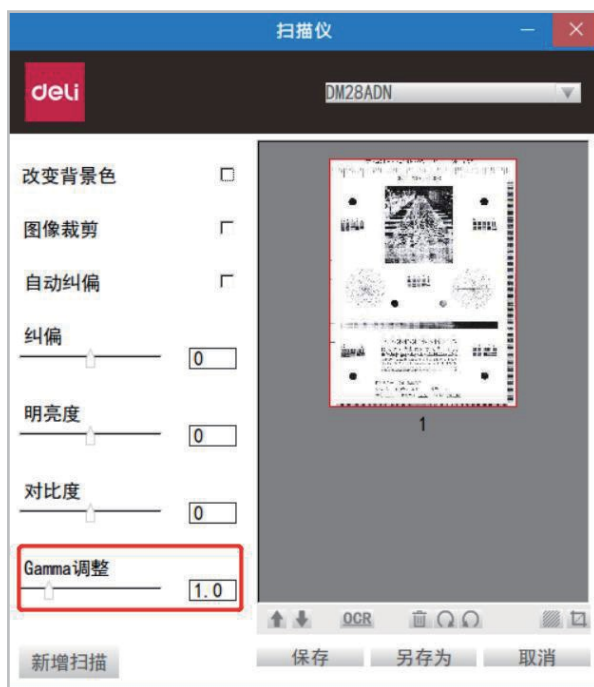 扫描仪
deli
DM28ADN
改变背景色
图像裁剪
自动纠偏
纠偏
0
明亮度
0
对比度
0
Gamma调整
1.0
1
OCR
新增扫描
保存
另存为
取消